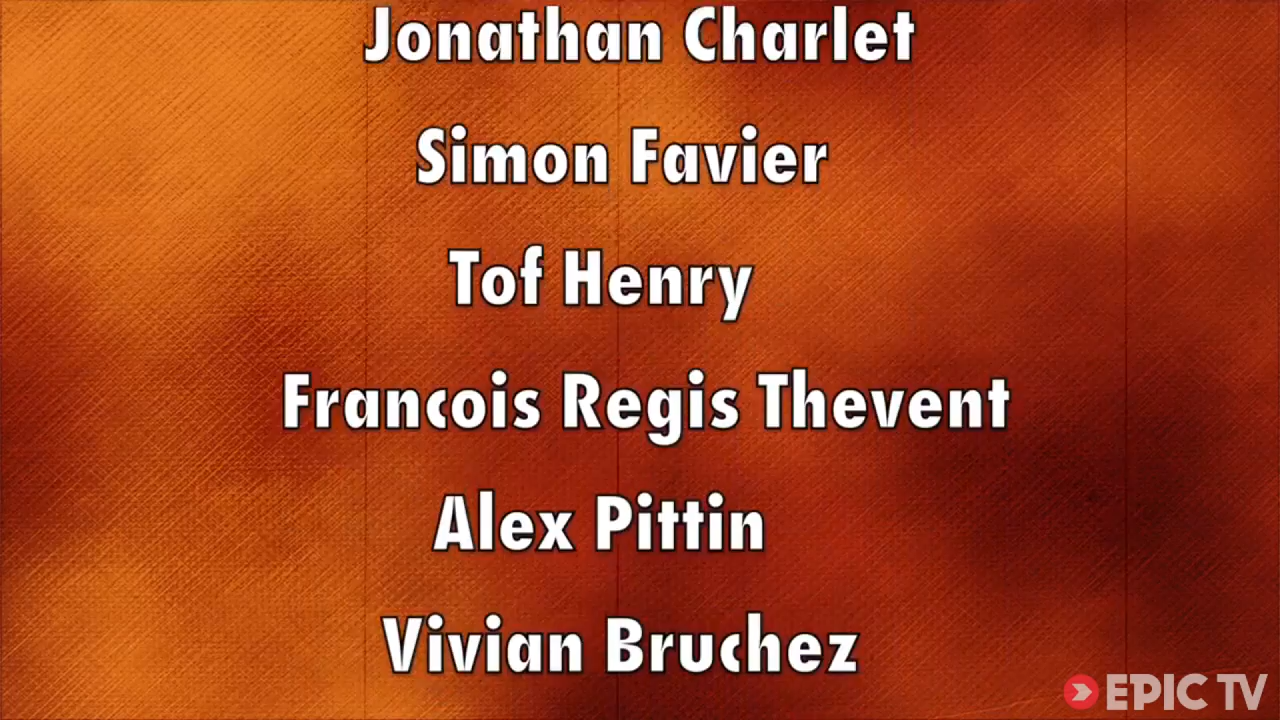 Jonathan Charlet
Simon Favier
Tof Henry
Francois Regis Thevent
Alex Pittin
Vivian Bruchez
EPIC TV